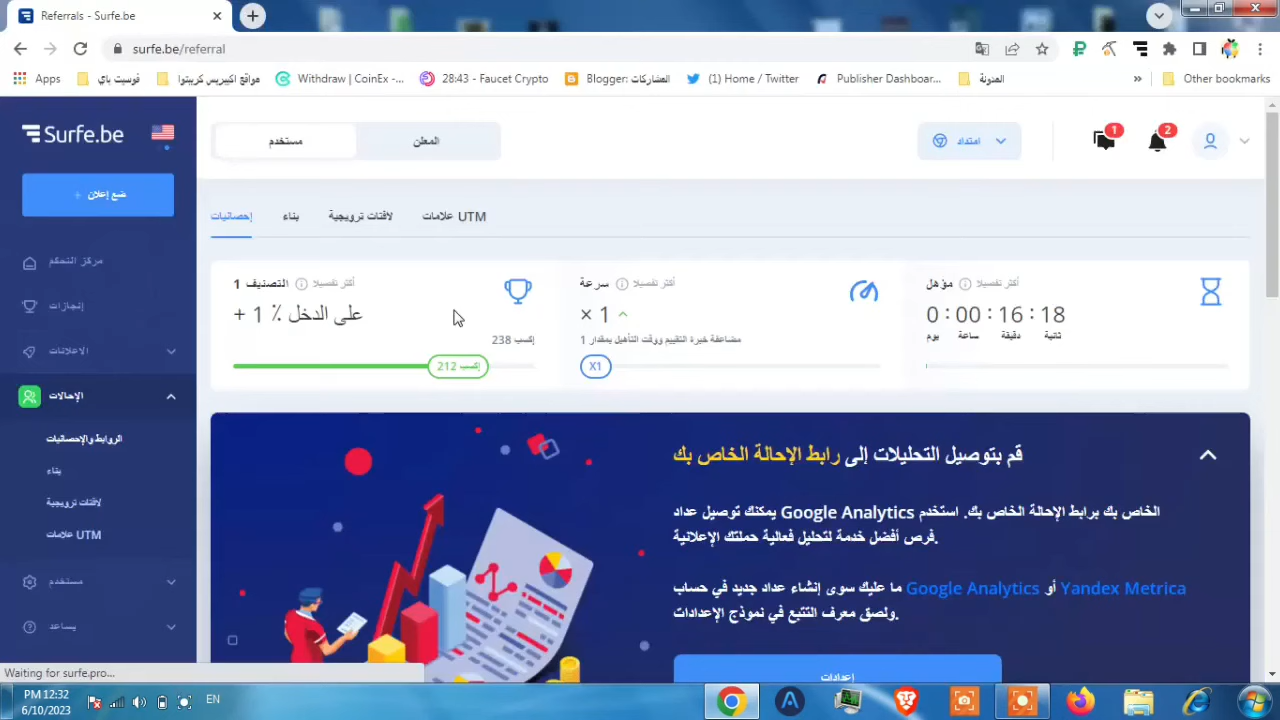 Referrals - Surfe.be
surfe.be/referral
Apps
فوسيت باي
مواقع اكيبريس كريبتوا
Withdraw | CoinEx -...
28:43 - Faucet Crypto
Blogger: المشاركات
(1) Home / Twitter
Publisher Dashboar...
المدونة
»
Other bookmarks
Surfe.be
مستخدم
المعلن
امتداد
1
2
ضع إعلان +
إحصائيات
بناء
لافتات ترويجية
UTM علامات
مركز التحكم
إنجازات
الاعلانات
الإحالات
الروابط والإحصائيات
بناء
لافتات ترويجية
UTM علامات
مستخدم
يساعد
التصنيف 1
أكثر تفصيلا
+ 1 ٪ على الدخل
إكسب 238
إكسب 212
سرعة
أكثر تفصيلا
× 1
مضاعفة خبرة التقييم ووقت التأهيل بمقدار 1
X1
مؤهل
أكثر تفصيلا
0 : 00 : 16 : 18
يوم ساعة دقيقة ثانية
قم بتوصيل التحليلات إلى رابط الإحالة الخاص بك
الخاص بك برابط الإحالة الخاص بك. استخدم Google Analytics يمكنك توصيل عداد
فرص أفضل خدمة لتحليل فعالية حملتك الإعلانية.
ما عليك سوى إنشاء عداد جديد في حساب Google Analytics أو Yandex Metrica
ولصق معرف التتبع في نموذج الإعدادات.
إعدادات
Waiting for surfe.pro...
PM 12:32
6/10/2023
EN